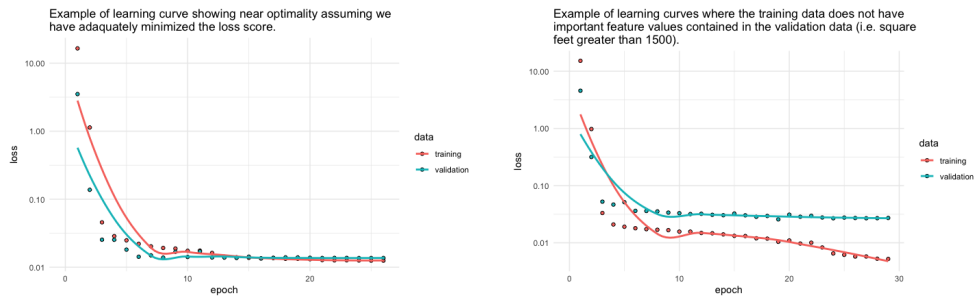 Example of learning curve showing near optimality assuming we
have adaquately minimized the loss score.
10.00
1.00
0.10
0.01
loss
0
10
20
epoch
data
training
validation
Example of learning curves where the training data does not have
important feature values contained in the validation data (i.e. square
feet greater than 1500).
10.00
1.00
0.10
0.01
loss
0
10
20
30
epoch
data
training
validation